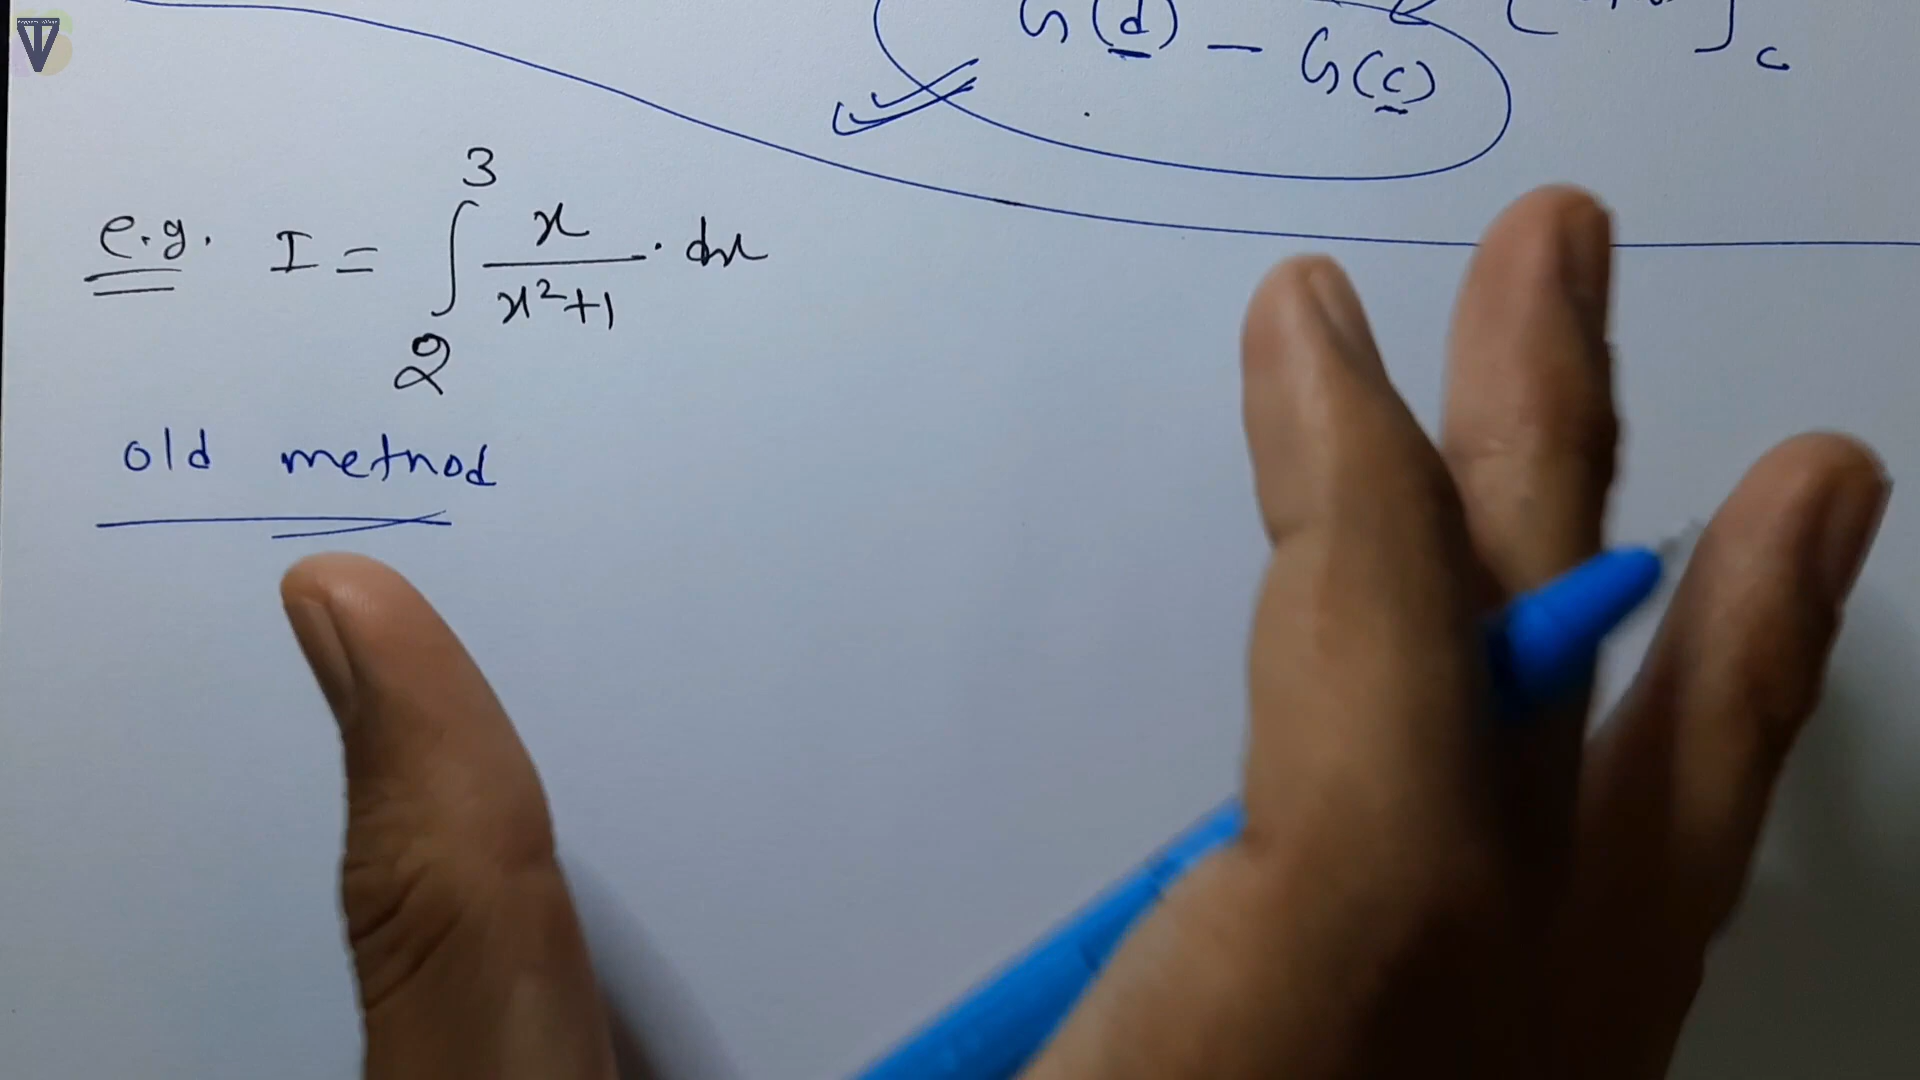 G(d) - G(c) ]c
e.g. I = ∫₂³ x/(x²+1) · dx
old method